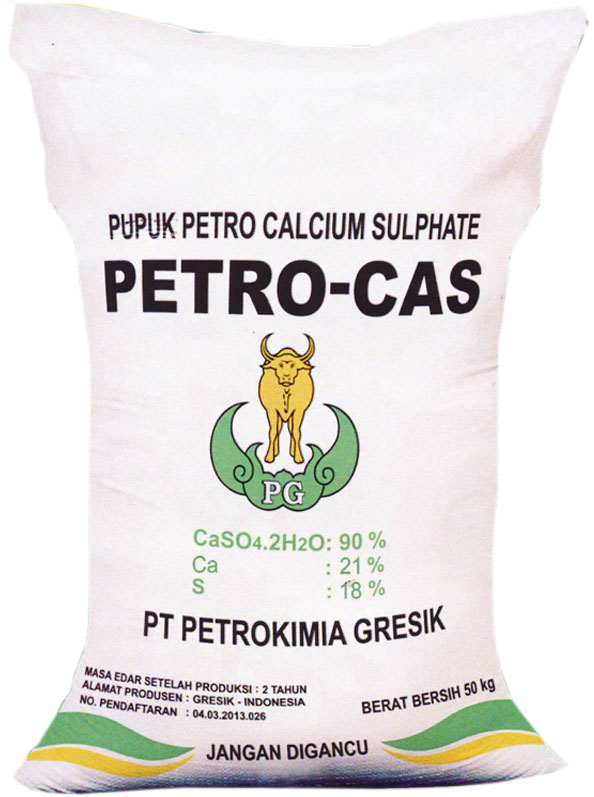 PUPUK PETRO CALCIUM SULPHATE
PETRO-CAS
PG
CaSO4.2H2O: 90 %
Ca : 21 %
S : 18 %
PT PETROKIMIA GRESIK
MASA EDAR SETELAH PRODUKSI : 2 TAHUN
ALAMAT PRODUSEN : GRESIK - INDONESIA
NO. PENDAFTARAN : 04.03.2013.026
BERAT BERSIH 50 kg
JANGAN DIGANCU